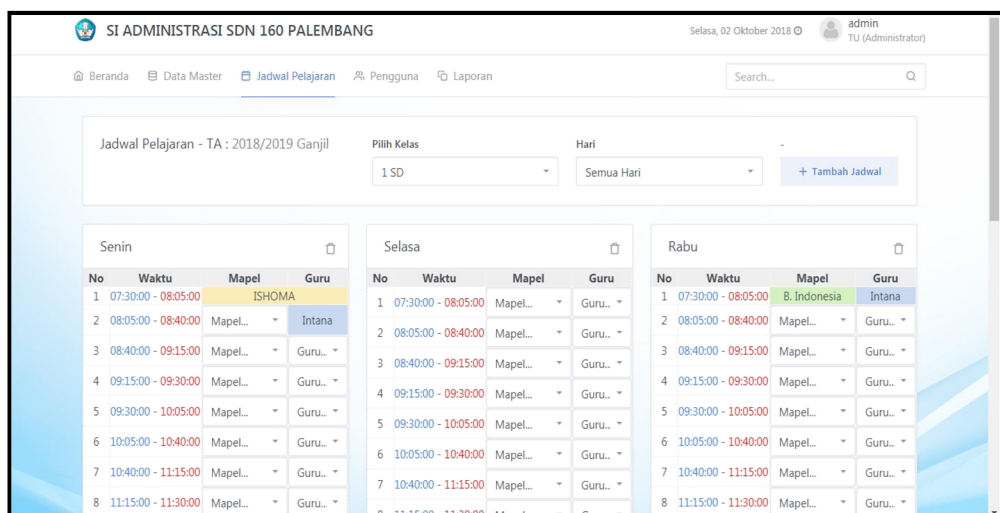 SI ADMINISTRASI SDN 160 PALEMBANG
Selasa, 02 Oktober 2018
admin
TU (Administrator)
Beranda Data Master Jadwal Pelajaran Pengguna Laporan
Search...
Jadwal Pelajaran - TA : 2018/2019 Ganjil
Pilih Kelas
1 SD
Hari
Semua Hari
-
+ Tambah Jadwal
Senin
No Waktu Mapel Guru
1 07:30:00 - 08:05:00 ISHOMA
2 08:05:00 - 08:40:00 Mapel... Intana
3 08:40:00 - 09:15:00 Mapel... Guru...
4 09:15:00 - 09:30:00 Mapel... Guru...
5 09:30:00 - 10:05:00 Mapel... Guru...
6 10:05:00 - 10:40:00 Mapel... Guru...
7 10:40:00 - 11:15:00 Mapel... Guru...
8 11:15:00 - 11:30:00 Mapel... Guru...
Selasa
No Waktu Mapel Guru
1 07:30:00 - 08:05:00 Mapel... Guru...
2 08:05:00 - 08:40:00 Mapel... Guru...
3 08:40:00 - 09:15:00 Mapel... Guru...
4 09:15:00 - 09:30:00 Mapel... Guru...
5 09:30:00 - 10:05:00 Mapel... Guru...
6 10:05:00 - 10:40:00 Mapel... Guru...
7 10:40:00 - 11:15:00 Mapel... Guru...
Rabu
No Waktu Mapel Guru
1 07:30:00 - 08:05:00 B. Indonesia Intana
2 08:05:00 - 08:40:00 Mapel... Guru...
3 08:40:00 - 09:15:00 Mapel... Guru...
4 09:15:00 - 09:30:00 Mapel... Guru...
5 09:30:00 - 10:05:00 Mapel... Guru...
6 10:05:00 - 10:40:00 Mapel... Guru...
7 10:40:00 - 11:15:00 Mapel... Guru...
8 11:15:00 - 11:30:00 Mapel... Guru...